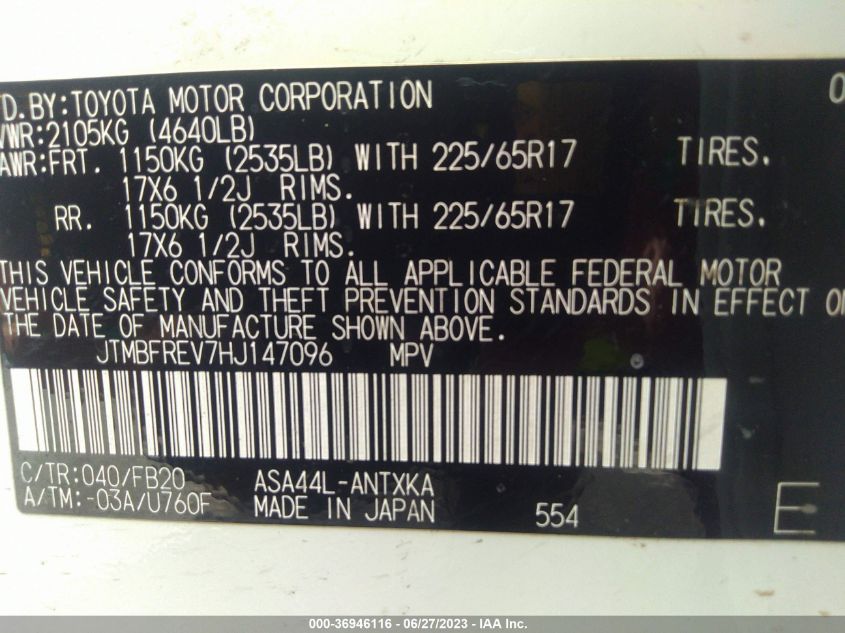 D. BY: TOYOTA MOTOR CORPORATION 0
VWR: 2105KG (4640LB)
AWR: FRT. 1150KG (2535LB) WITH 225/65R17 TIRES.
17X6 1/2J RIMS.
RR. 1150KG (2535LB) WITH 225/65R17 TIRES.
17X6 1/2J RIMS.
THIS VEHICLE CONFORMS TO ALL APPLICABLE FEDERAL MOTOR
VEHICLE SAFETY AND THEFT PREVENTION STANDARDS IN EFFECT ON
THE DATE OF MANUFACTURE SHOWN ABOVE.
JTMBFREV7HJ147096 MPV
C/TR: 040/FB20 ASA44L-ANTXKA
A/TM: -03A/U760F MADE IN JAPAN 554 E
000-36946116 - 06/27/2023 - IAA Inc.